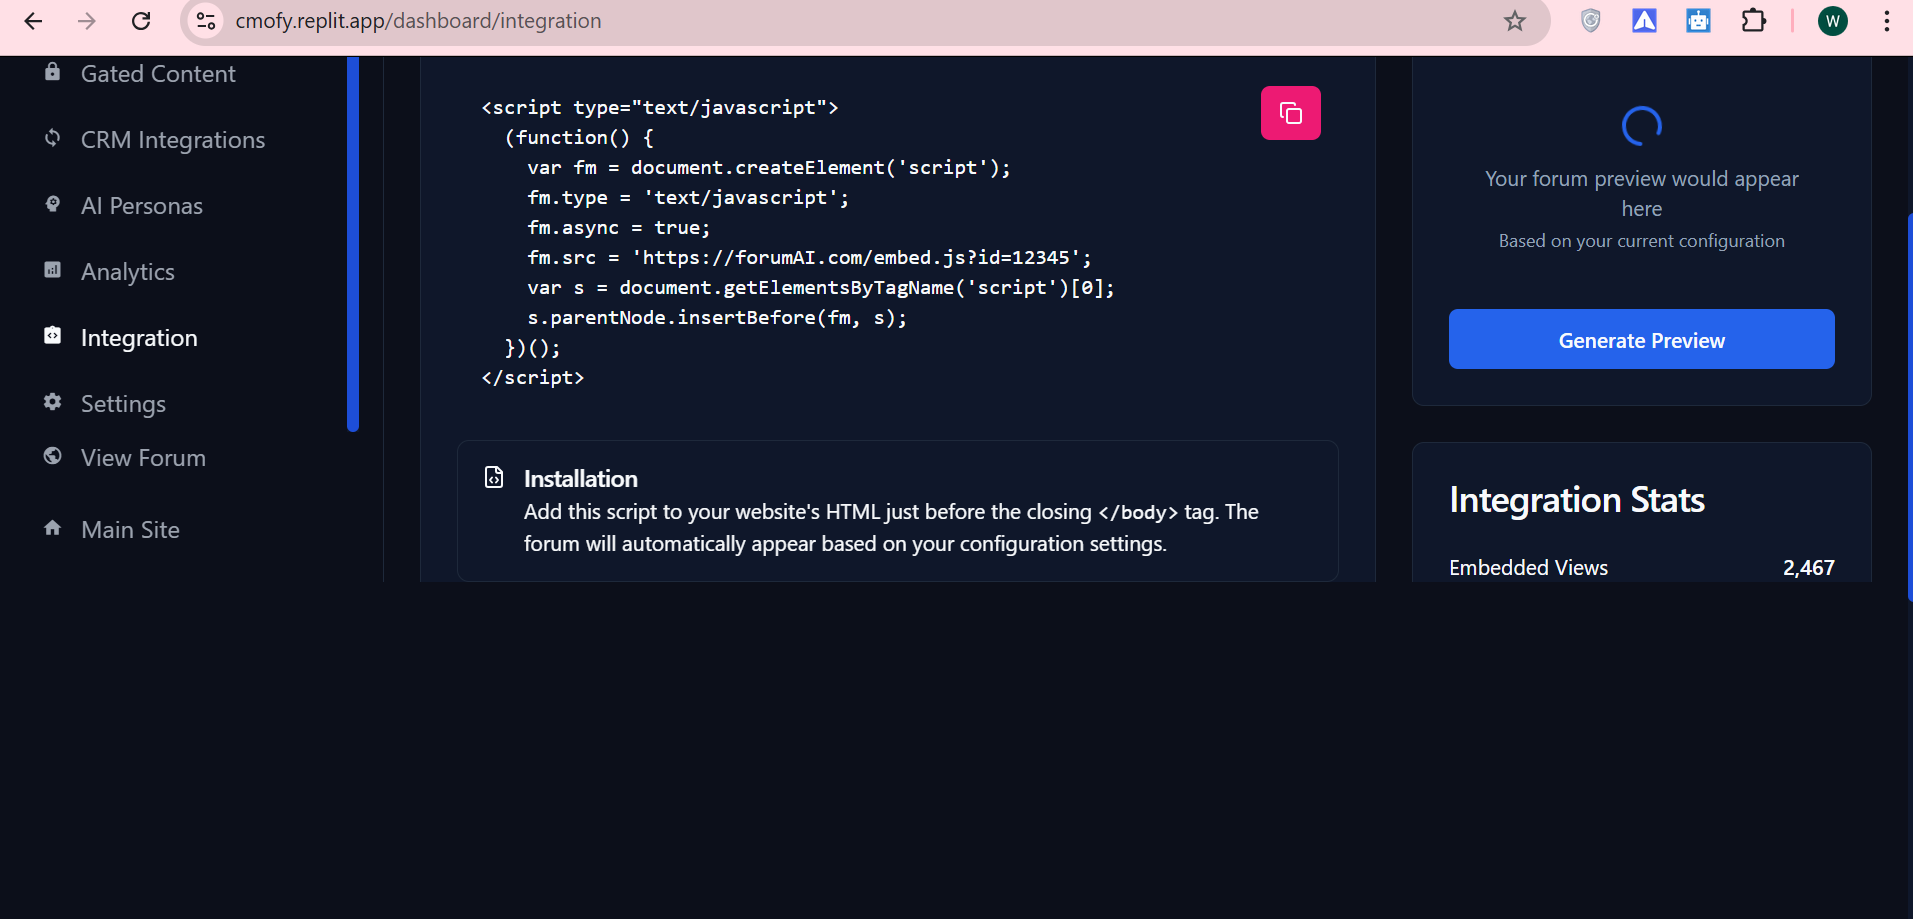 cmofy.replit.app/dashboard/integration
W
Gated Content
CRM Integrations
AI Personas
Analytics
Integration
Settings
View Forum
Main Site
<script type="text/javascript">
(function() {
var fm = document.createElement('script');
fm.type = 'text/javascript';
fm.async = true;
fm.src = 'https://forumAI.com/embed.js?id=12345';
var s = document.getElementsByTagName('script')[0];
s.parentNode.insertBefore(fm, s);
})();
</script>
Installation
Add this script to your website's HTML just before the closing </body> tag. The
forum will automatically appear based on your configuration settings.
Your forum preview would appear
here
Based on your current configuration
Generate Preview
Integration Stats
Embedded Views 2,467